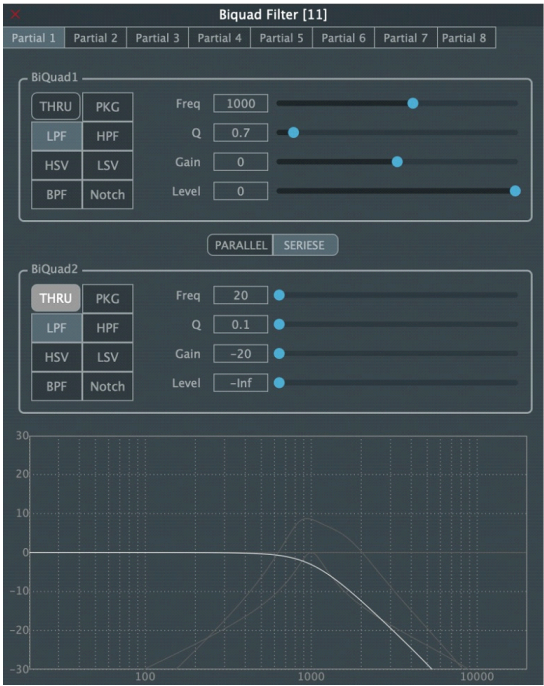 Biquad Filter [11]
Partial 1 Partial 2 Partial 3 Partial 4 Partial 5 Partial 6 Partial 7 Partial 8
BiQuad1
THRU PKG Freq 1000
LPF HPF Q 0.7
HSV LSV Gain 0
BPF Notch Level 0
PARALLEL SERIESE
BiQuad2
THRU PKG Freq 20
LPF HPF Q 0.1
HSV LSV Gain -20
BPF Notch Level -Inf
30
20
10
0
-10
-20
-30
100 1000 10000